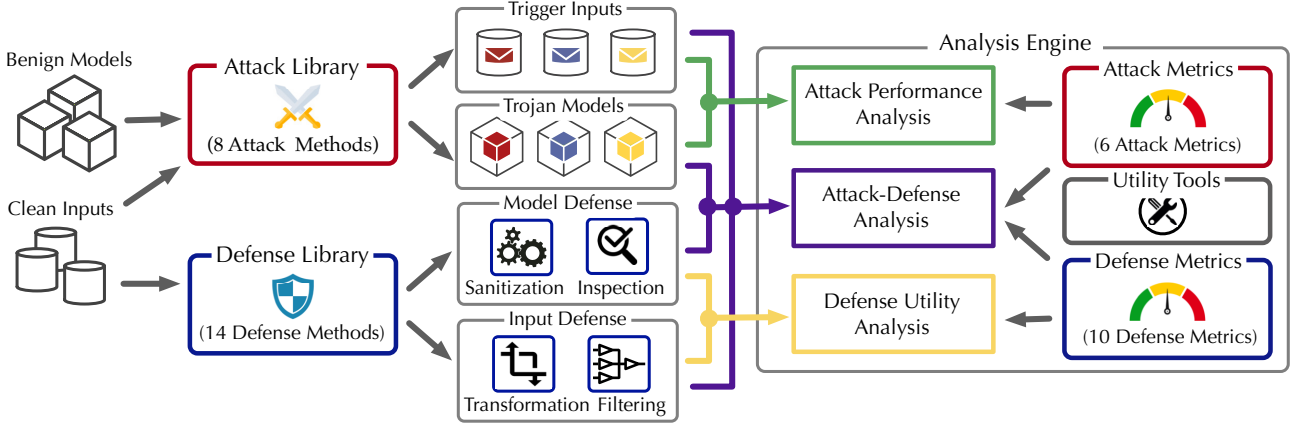 Benign Models
Clean Inputs
Attack Library
(8 Attack Methods)
Defense Library
(14 Defense Methods)
Trigger Inputs
Trojan Models
Model Defense
Sanitization Inspection
Input Defense
Transformation Filtering
Analysis Engine
Attack Performance
Analysis
Attack-Defense
Analysis
Defense Utility
Analysis
Attack Metrics
(6 Attack Metrics)
Utility Tools
Defense Metrics
(10 Defense Metrics)